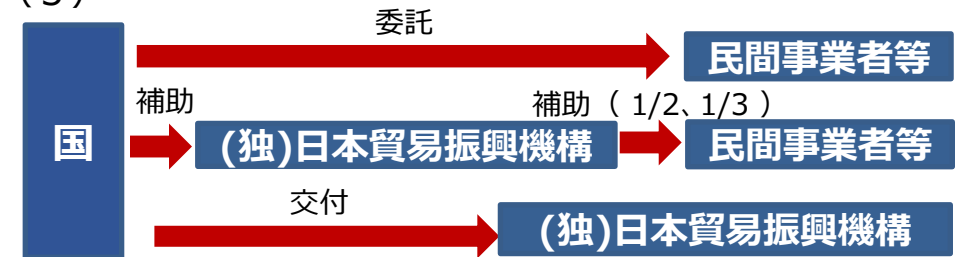 （３）
委託
民間事業者等
補助
補助（ 1/2、1/3 ）
国
(独)日本貿易振興機構
民間事業者等
交付
(独)日本貿易振興機構